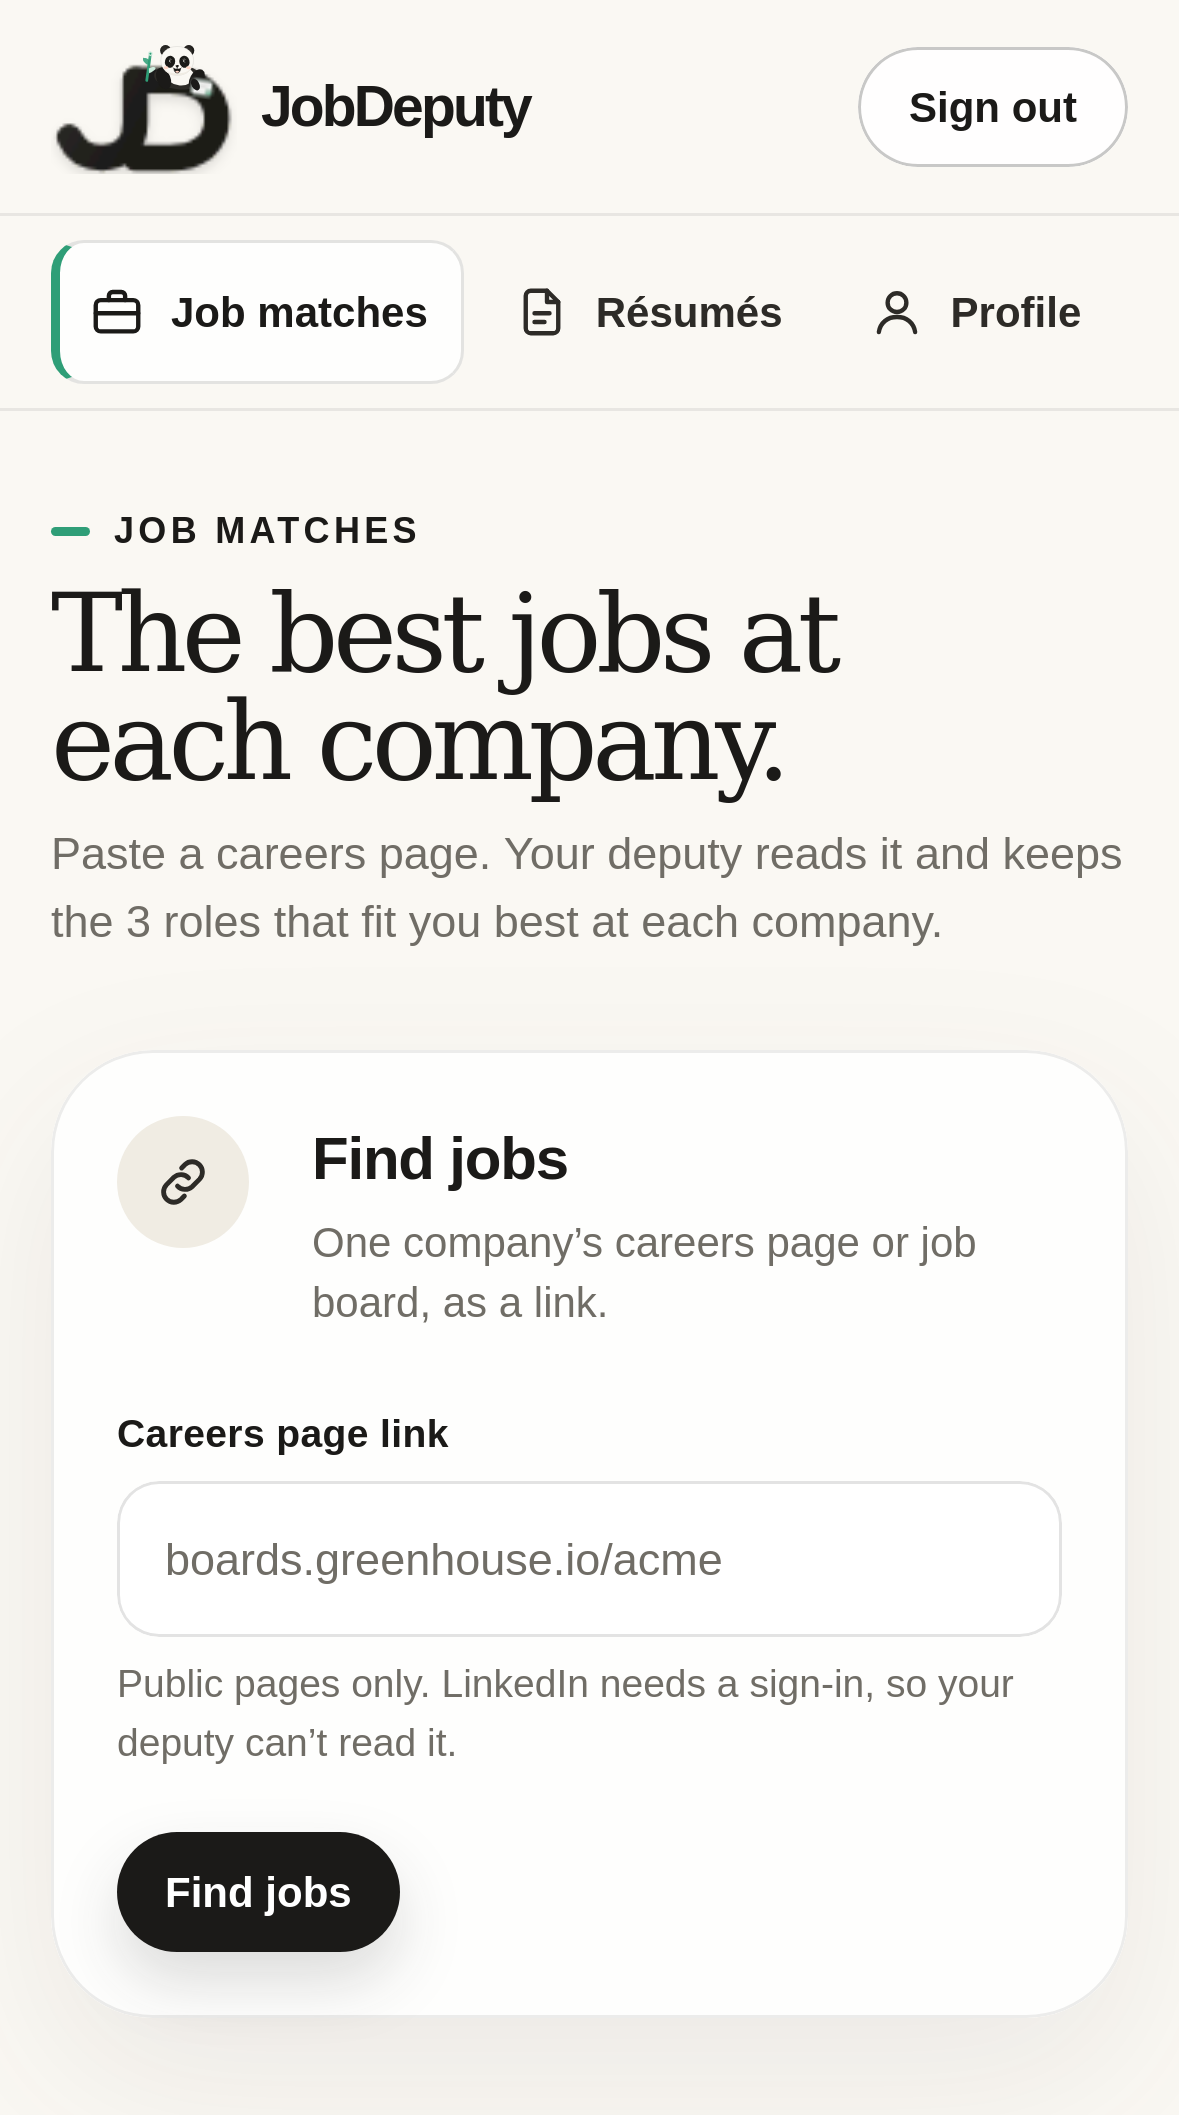 JD
JobDeputy
Sign out
Job matches
Résumés
Profile
JOB MATCHES
The best jobs at
each company.
Paste a careers page. Your deputy reads it and keeps
the 3 roles that fit you best at each company.
Find jobs
One company’s careers page or job
board, as a link.
Careers page link
boards.greenhouse.io/acme
Public pages only. LinkedIn needs a sign-in, so your
deputy can’t read it.
Find jobs